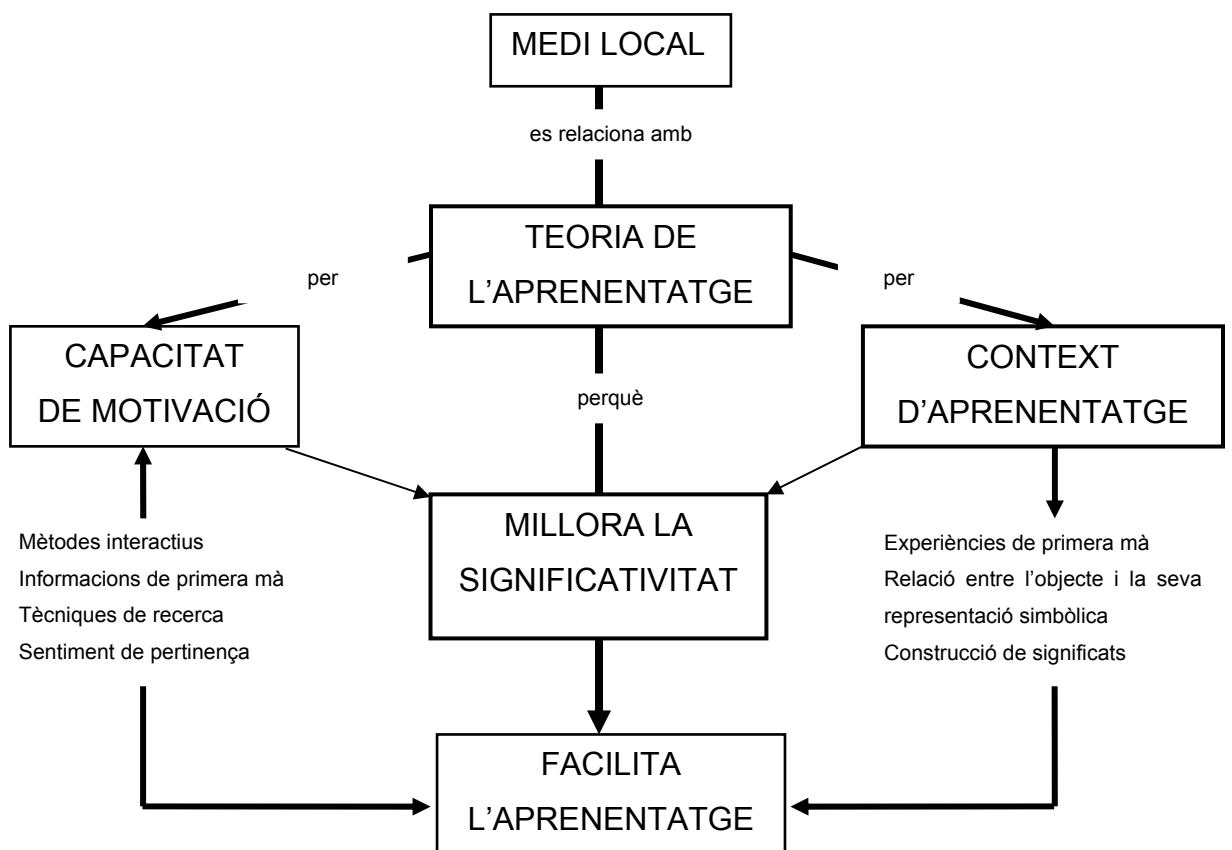 MEDI LOCAL
es relaciona amb
TEORIA DE
L’APRENENTATGE
per
per
CAPACITAT
DE MOTIVACIÓ
perquè
CONTEXT
D’APRENENTATGE
Mètodes interactius
Informacions de primera mà
Tècniques de recerca
Sentiment de pertinença
MILLORA LA
SIGNIFICATIVITAT
Experiències de primera mà
Relació entre l’objecte i la seva
representació simbòlica
Construcció de significats
FACILITA
L’APRENENTATGE